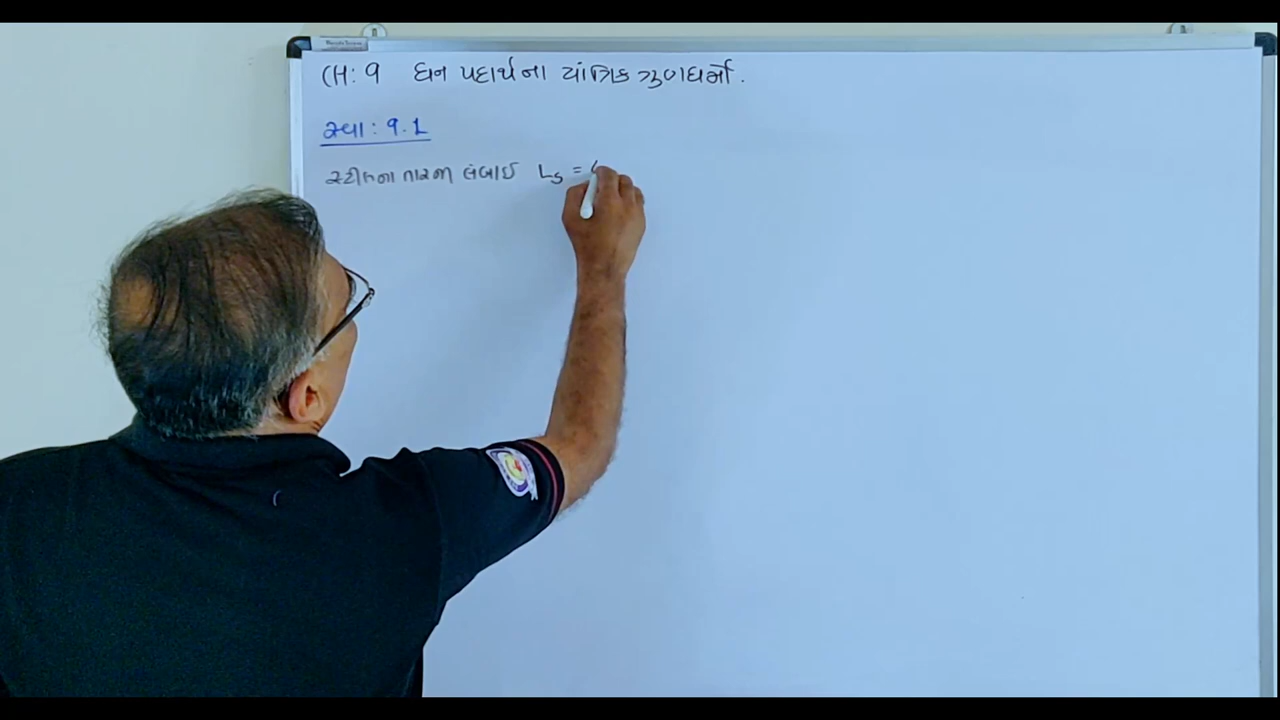 CH: 9 ઘન પદાર્થના યાંત્રિક ગુણધર્મો.
સ્વા: 9.1
સ્ટીલના તારની લંબાઈ Ls =